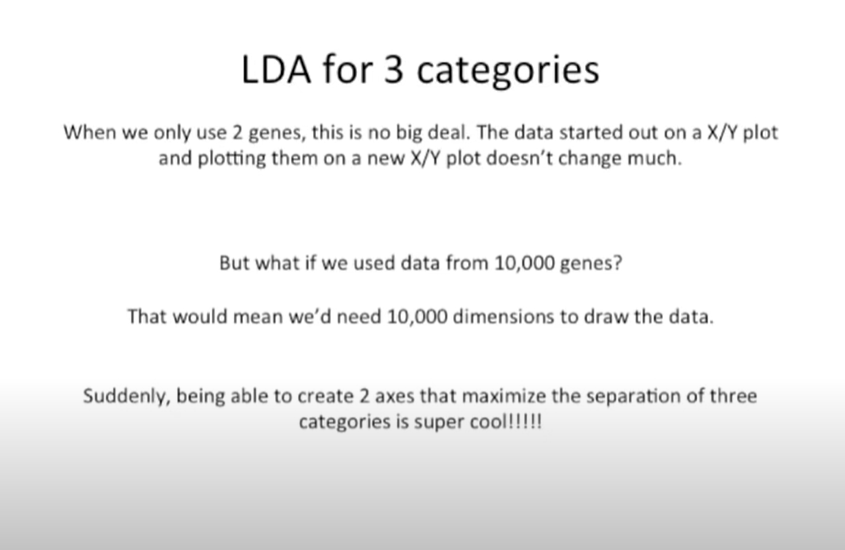 LDA for 3 categories
When we only use 2 genes, this is no big deal. The data started out on a X/Y plot
and plotting them on a new X/Y plot doesn’t change much.
But what if we used data from 10,000 genes?
That would mean we’d need 10,000 dimensions to draw the data.
Suddenly, being able to create 2 axes that maximize the separation of three
categories is super cool!!!!!